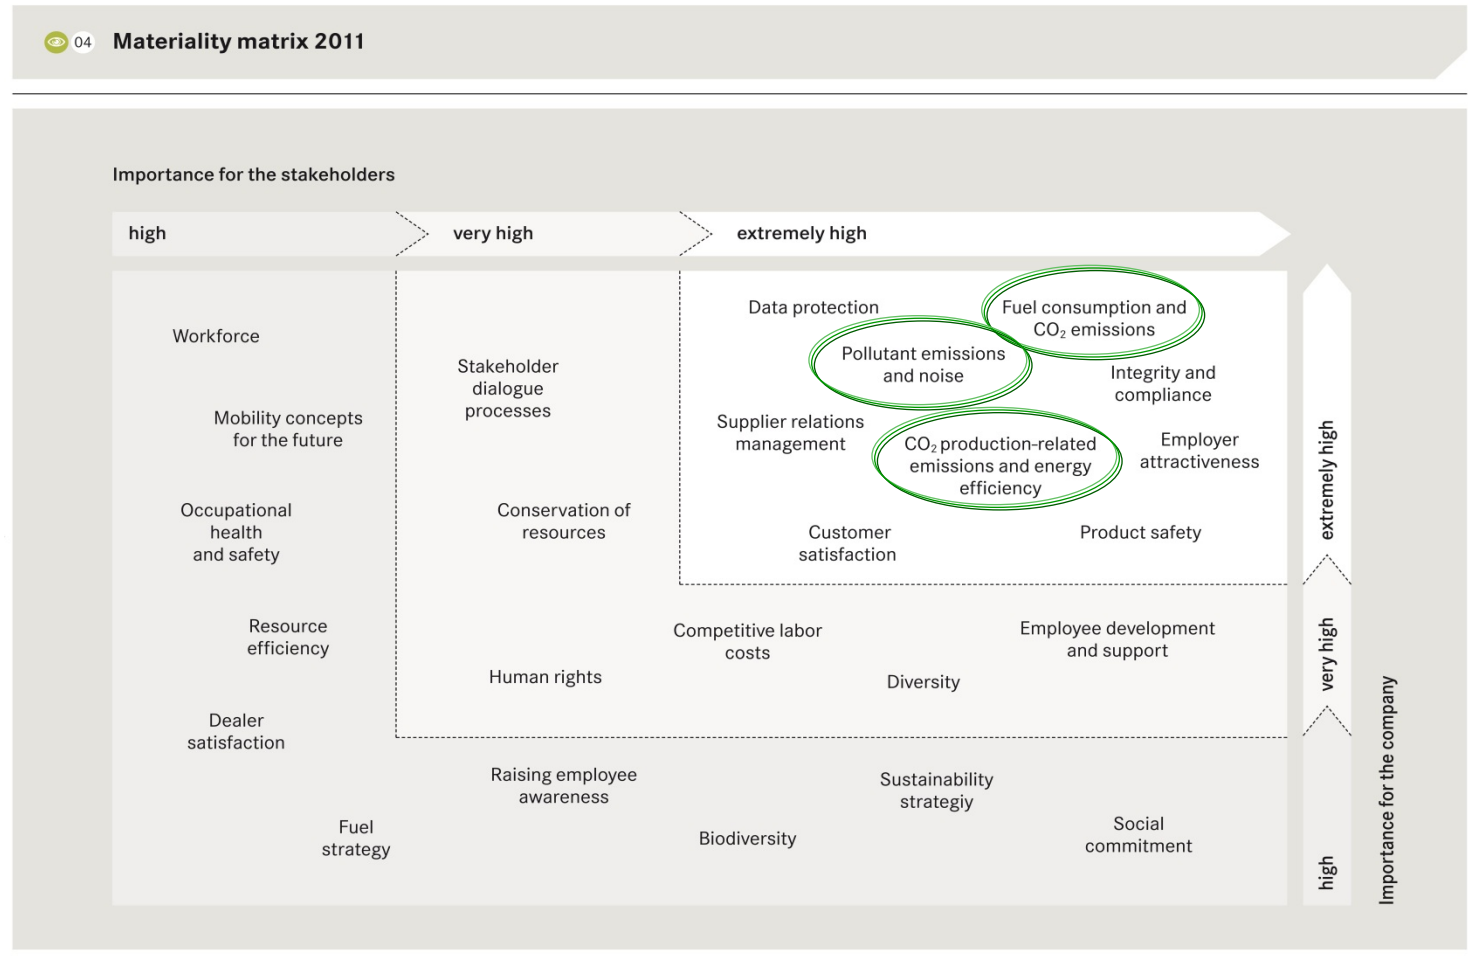 04 Materiality matrix 2011
Importance for the stakeholders
high
very high
extremely high
Workforce
Mobility concepts
for the future
Occupational
health
and safety
Resource
efficiency
Dealer
satisfaction
Fuel
strategy
Stakeholder
dialogue
processes
Conservation of
resources
Human rights
Raising employee
awareness
Data protection
Fuel consumption and
CO₂ emissions
Pollutant emissions
and noise
Integrity and
compliance
Supplier relations
management
CO₂ production-related
emissions and energy
efficiency
Employer
attractiveness
Customer
satisfaction
Product safety
Competitive labor
costs
Employee development
and support
Diversity
Sustainability
strategiy
Biodiversity
Social
commitment
extremely high
very high
high
Importance for the company